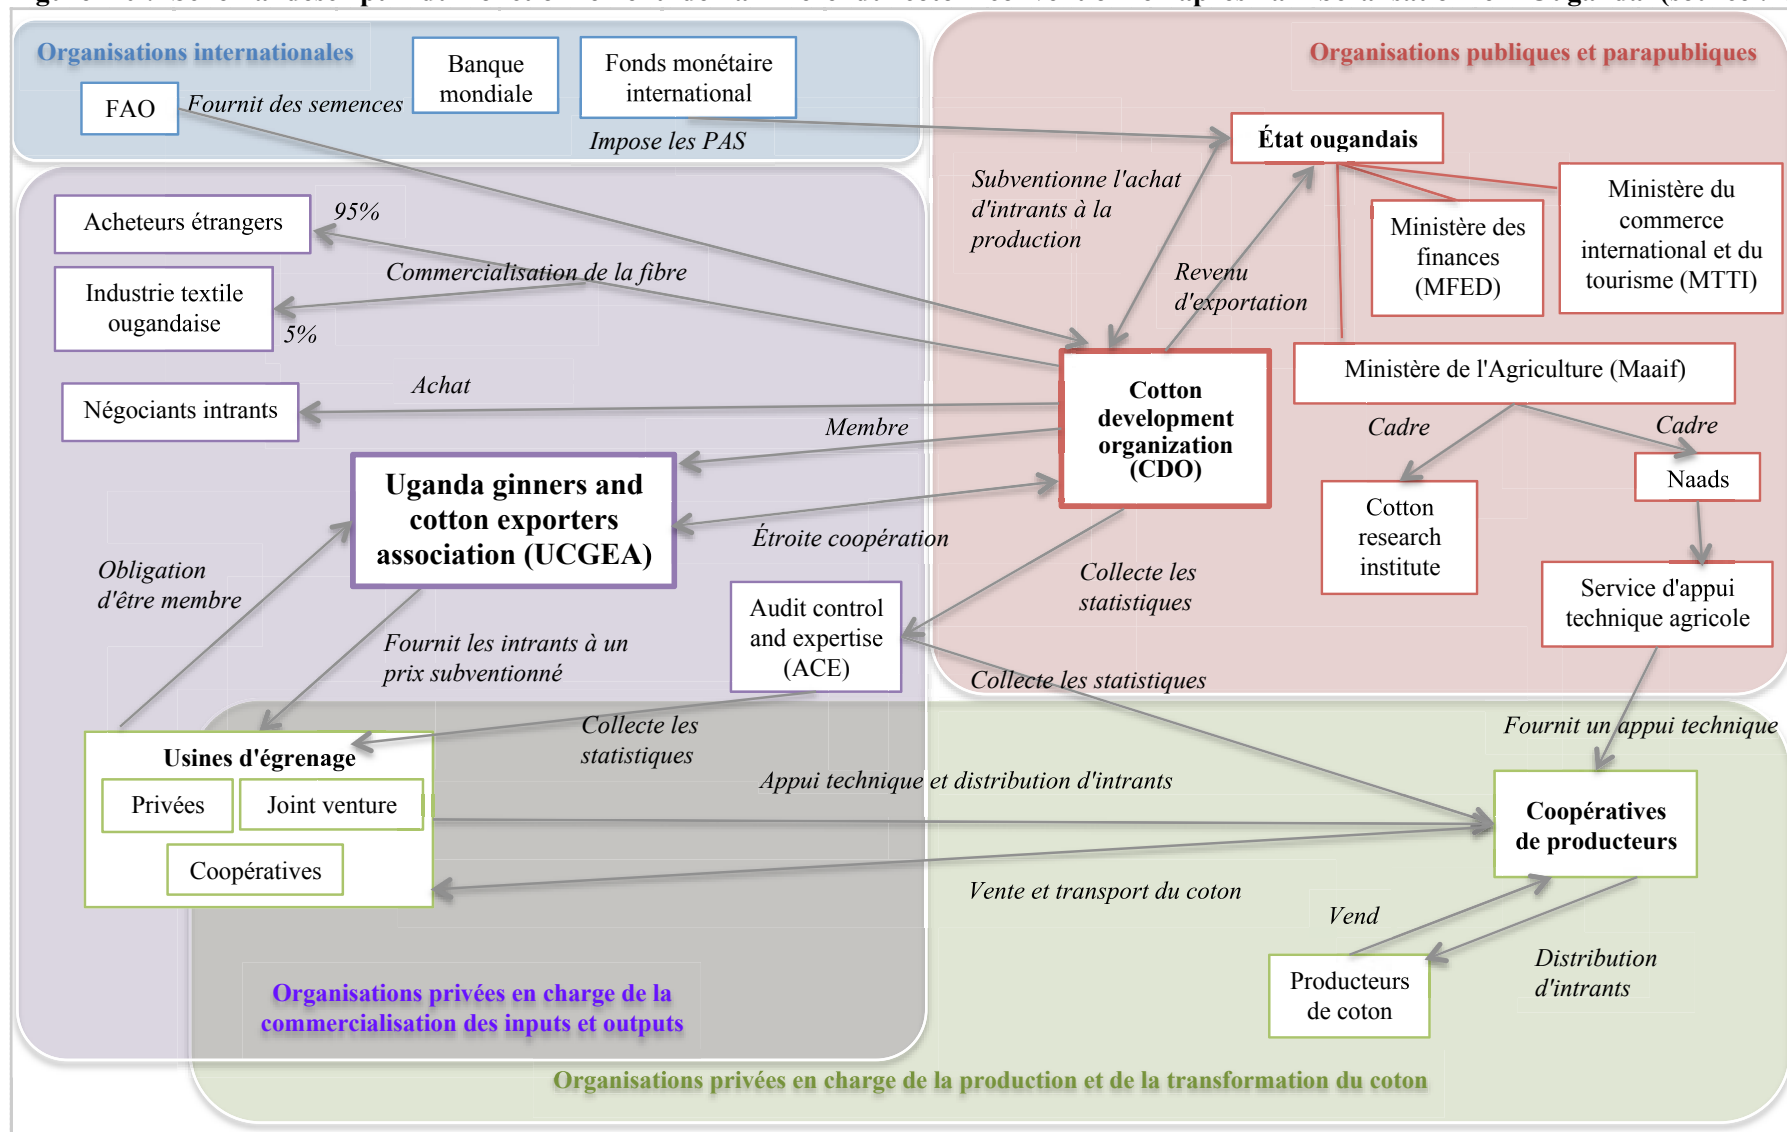 Organisations internationales
FAO
Fournit des semences
Banque
mondiale
Fonds monétaire
international
Impose les PAS
Organisations publiques et parapubliques
État ougandais
Subventionne l'achat
d'intrants à la
production
Revenu
d'exportation
Ministère des
finances
(MFED)
Ministère du
commerce
international et du
tourisme (MTTI)
Ministère de l'Agriculture (Maaif)
Cadre
Cadre
Cotton
research
institute
Naads
Service d'appui
technique agricole
Fournit un appui technique
Acheteurs étrangers
95%
Commercialisation de la fibre
Industrie textile
ougandaise
5%
Négociants intrants
Achat
Membre
Cotton
development
organization
(CDO)
Uganda ginners and
cotton exporters
association (UCGEA)
Étroite coopération
Obligation
d'être membre
Fournit les intrants à un
prix subventionné
Audit control
and expertise
(ACE)
Collecte les
statistiques
Collecte les statistiques
Collecte les
statistiques
Usines d'égrenage
Privées
Joint venture
Coopératives
Appui technique et distribution d'intrants
Vente et transport du coton
Coopératives
de producteurs
Vend
Distribution
d'intrants
Producteurs
de coton
Organisations privées en charge de la
commercialisation des inputs et outputs
Organisations privées en charge de la production et de la transformation du coton